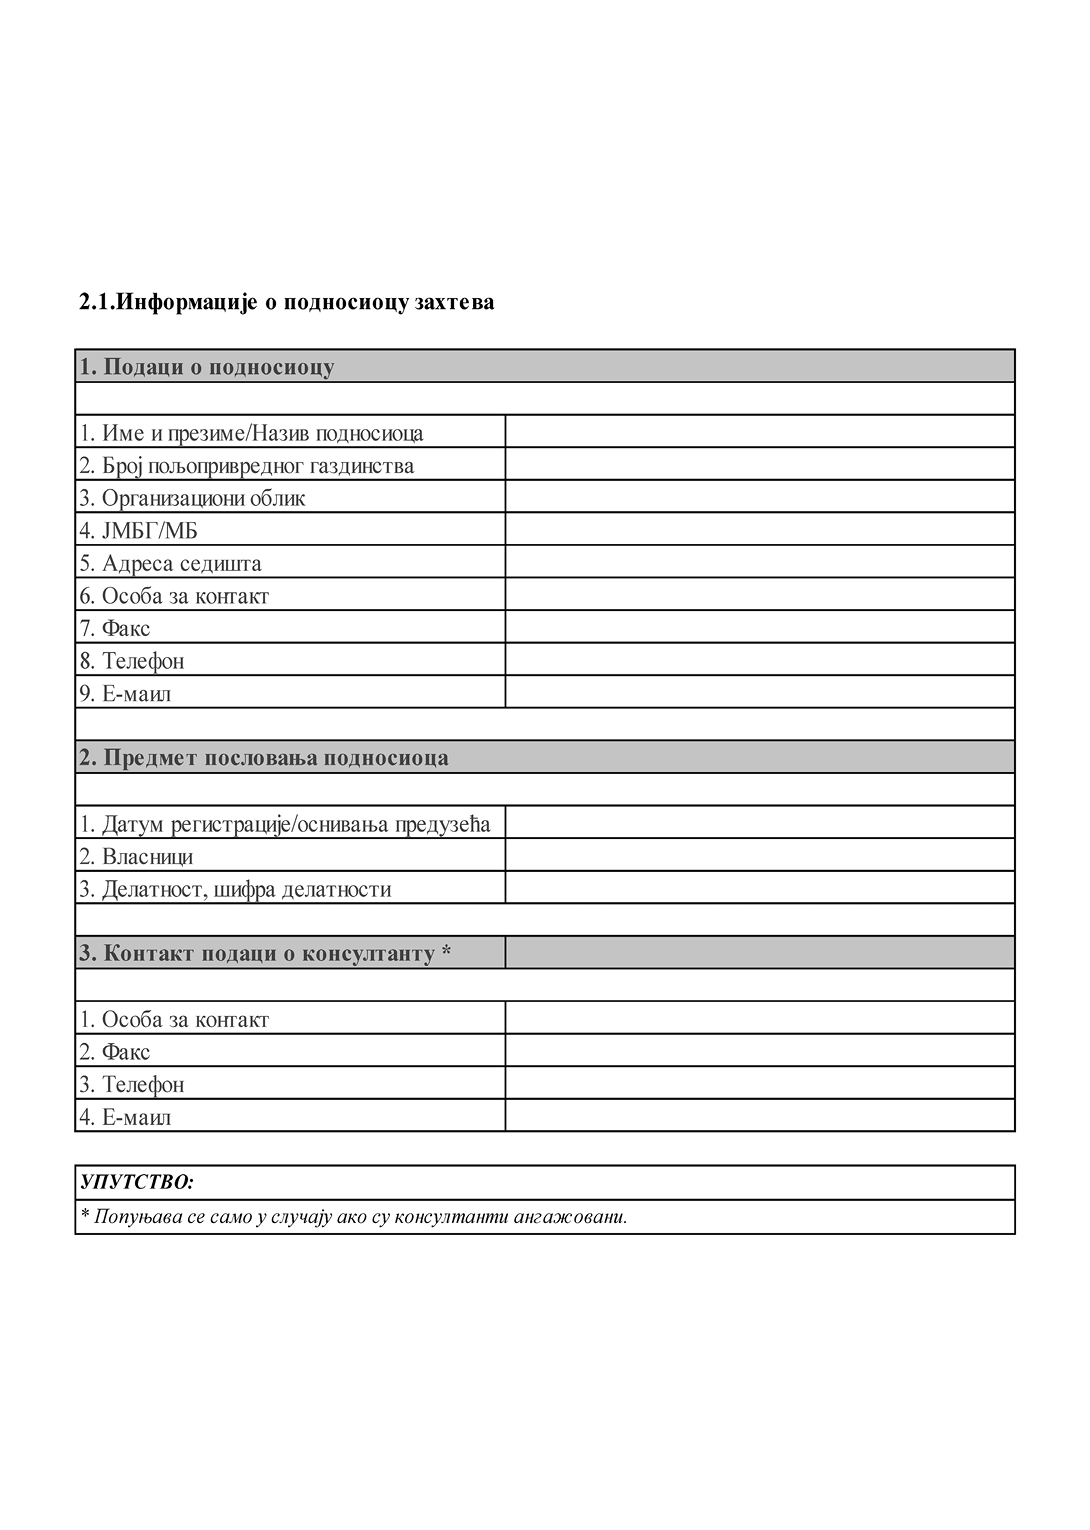 2.1.Информације о подносиоцу захтева
1. Подаци о подносиоцу
1. Име и презиме/Назив подносиоца
2. Број пољопривредног газдинства
3. Организациони облик
4. ЈМБГ/МБ
5. Адреса седишта
6. Особа за контакт
7. Факс
8. Телефон
9. Е-маил
2. Предмет пословања подносиоца
1. Датум регистрације/оснивања предузећа
2. Власници
3. Делатност, шифра делатности
3. Контакт подаци о консултанту *
1. Особа за контакт
2. Факс
3. Телефон
4. Е-маил
УПУТСТВО:
* Попуњава се само у случају ако су консултанти ангажовани.